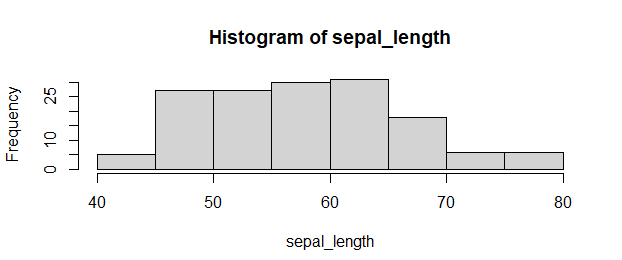 Histogram of sepal_length
Frequency
25
10
0
40 50 60 70 80
sepal_length